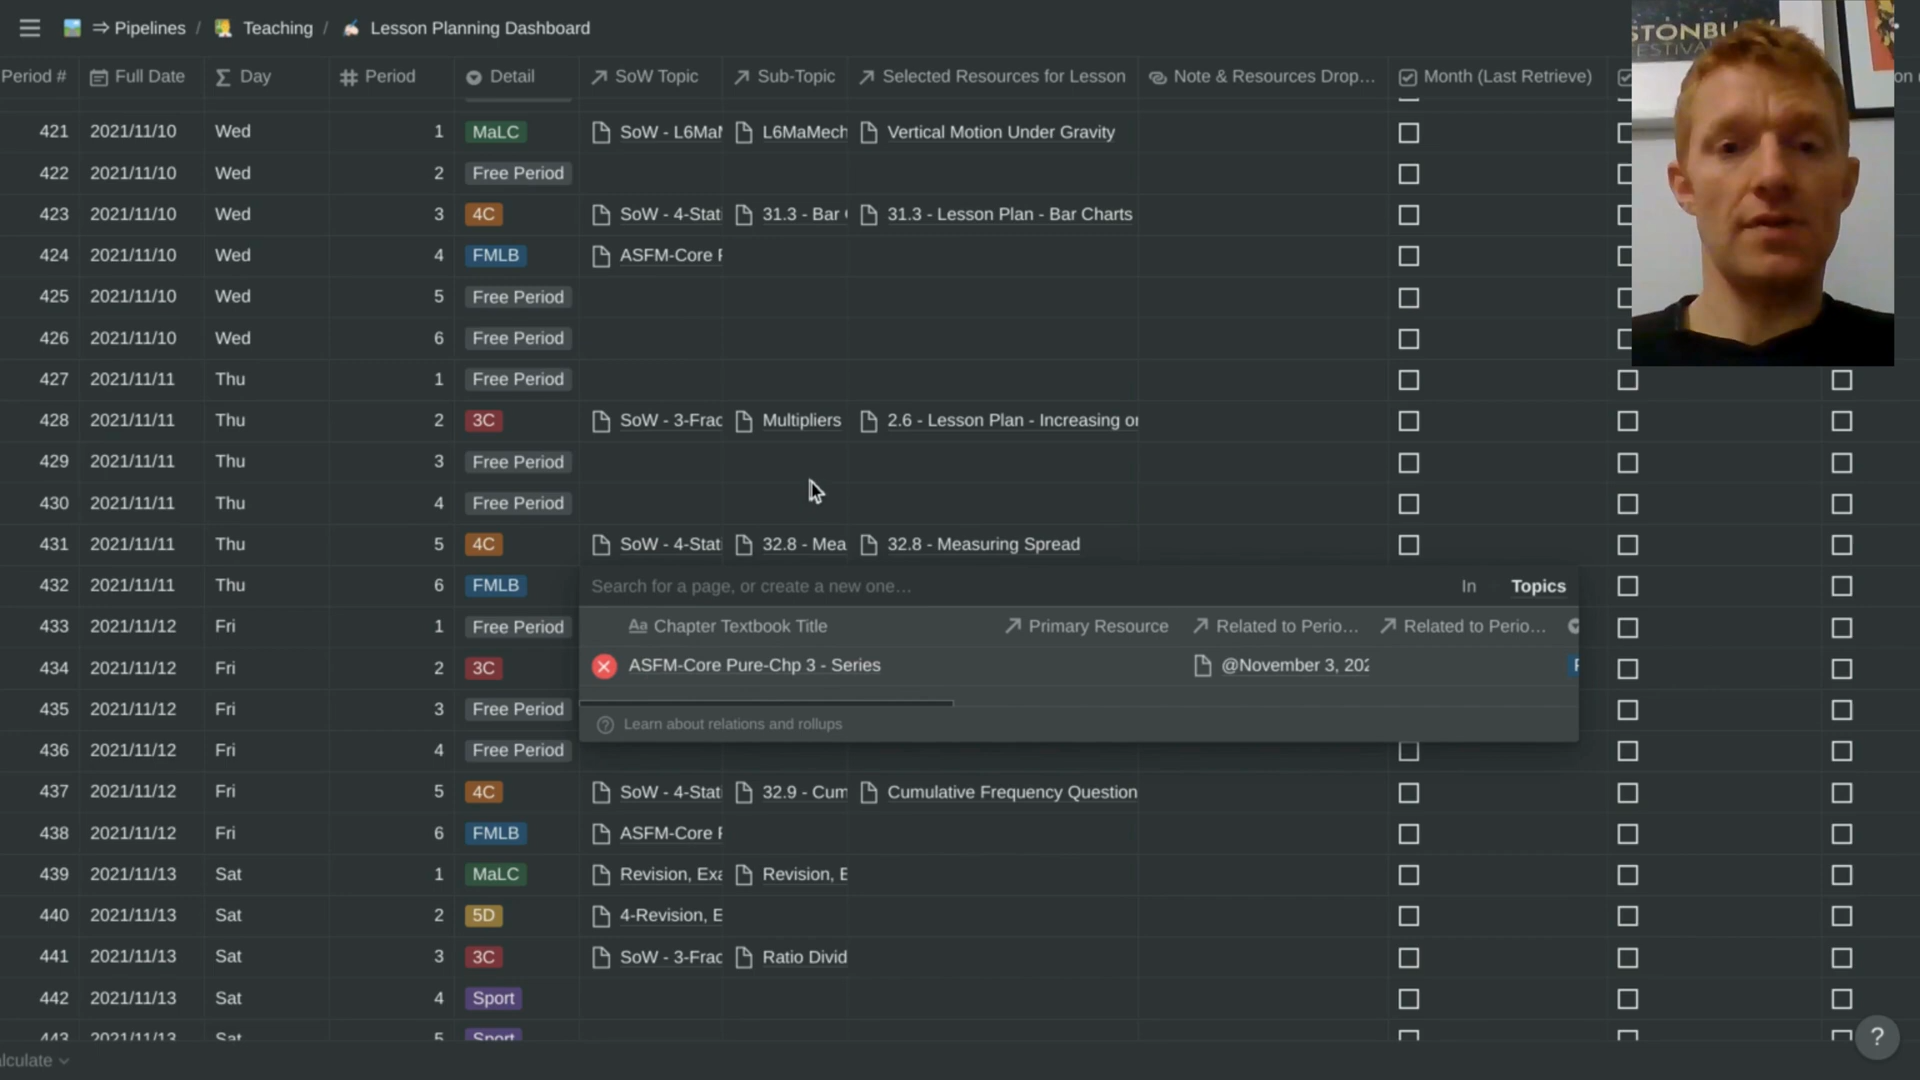 ⇒ Pipelines / Teaching / Lesson Planning Dashboard
Period # Full Date Day Period Detail SoW Topic Sub-Topic Selected Resources for Lesson Note & Resources Drop… Month (Last Retrieve)
421 2021/11/10 Wed 1 MaLC SoW - L6Ma L6MaMech Vertical Motion Under Gravity
422 2021/11/10 Wed 2 Free Period
423 2021/11/10 Wed 3 4C SoW - 4-Stati 31.3 - Bar 31.3 - Lesson Plan - Bar Charts
424 2021/11/10 Wed 4 FMLB ASFM-Core
425 2021/11/10 Wed 5 Free Period
426 2021/11/10 Wed 6 Free Period
427 2021/11/11 Thu 1 Free Period
428 2021/11/11 Thu 2 3C SoW - 3-Frac Multipliers 2.6 - Lesson Plan - Increasing or
429 2021/11/11 Thu 3 Free Period
430 2021/11/11 Thu 4 Free Period
431 2021/11/11 Thu 5 4C SoW - 4-Stati 32.8 - Mea 32.8 - Measuring Spread
432 2021/11/11 Thu 6 FMLB Search for a page, or create a new one… In Topics
433 2021/11/12 Fri 1 Free Period Aa Chapter Textbook Title Primary Resource Related to Perio… Related to Perio…
434 2021/11/12 Fri 2 3C ASFM-Core Pure-Chp 3 - Series @November 3, 202
435 2021/11/12 Fri 3 Free Period Learn about relations and rollups
436 2021/11/12 Fri 4 Free Period
437 2021/11/12 Fri 5 4C SoW - 4-Stati 32.9 - Cum Cumulative Frequency Question
438 2021/11/12 Fri 6 FMLB ASFM-Core
439 2021/11/13 Sat 1 MaLC Revision, Exa Revision, E
440 2021/11/13 Sat 2 5D 4-Revision, E
441 2021/11/13 Sat 3 3C SoW - 3-Frac Ratio Divid
442 2021/11/13 Sat 4 Sport
443 Sat 5 Sport
alculate
?